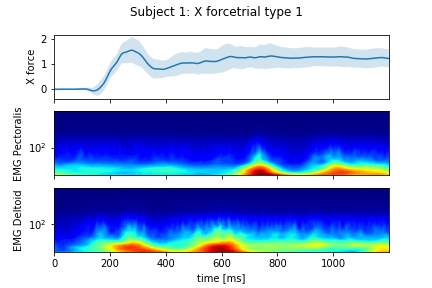 Subject 1: X forcetrial type 1
X force
2
1
0
EMG Pectoralis
10²
EMG Deltoid
10²
0 200 400 600 800 1000
time [ms]